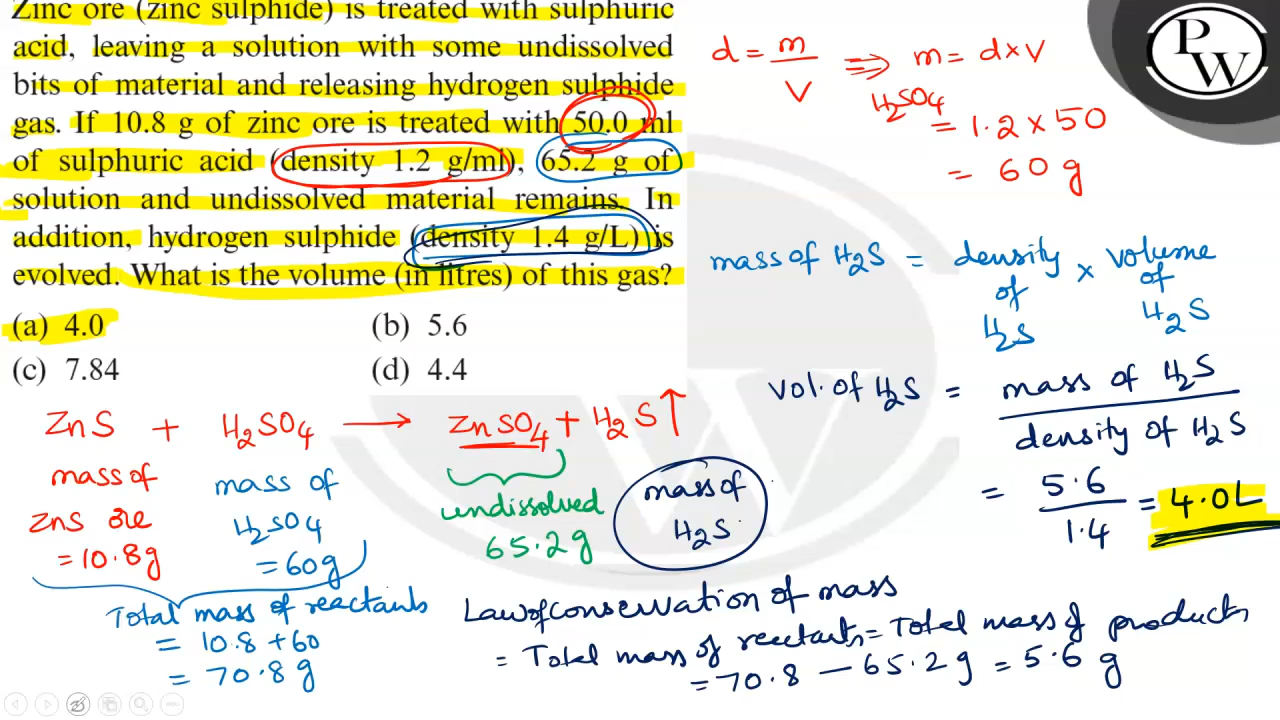 Zinc ore (zinc sulphide) is treated with sulphuric
acid, leaving a solution with some undissolved
bits of material and releasing hydrogen sulphide
gas. If 10.8 g of zinc ore is treated with 50.0 ml
of sulphuric acid (density 1.2 g/ml), 65.2 g of
solution and undissolved material remains. In
addition, hydrogen sulphide (density 1.4 g/L) is
evolved. What is the volume (in litres) of this gas?
(a) 4.0 (b) 5.6
(c) 7.84 (d) 4.4
d = m/V ⇒ m = d×V
H2SO4
= 1.2 × 50
= 60 g
PW
mass of H2S = density of H2S × volume of H2S
Vol. of H2S = mass of H2S / density of H2S
= 5.6/1.4 = 4.0L
ZnS + H2SO4 → ZnSO4 + H2S ↑
mass of ZnS ore = 10.8g
mass of H2SO4 = 60g
undissolved 65.2g
mass of H2S
Total mass of reactants
= 10.8 + 60
= 70.8 g
Law of conservation of mass
= Total mass of reactants = Total mass of products
= 70.8 – 65.2 g = 5.6 g